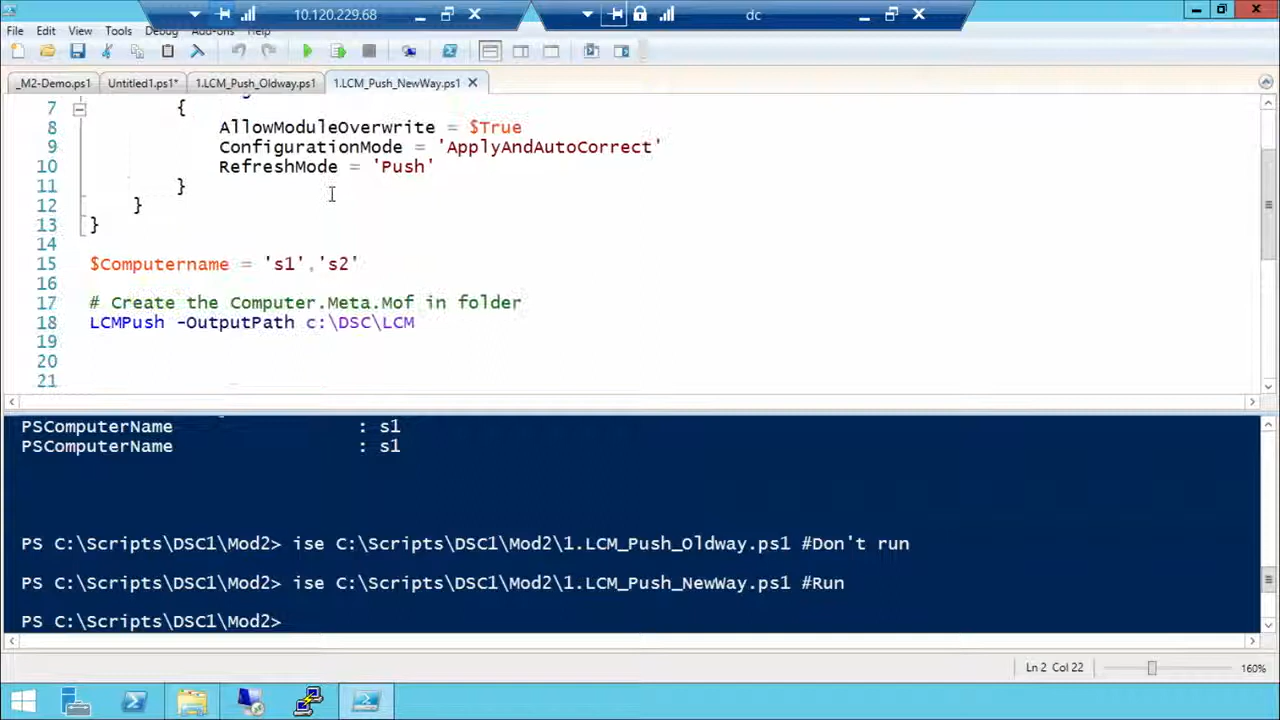 10.120.229.68
dc
File Edit View Tools Debug Add-ons Help
_M2-Demo.ps1 Untitled1.ps1* 1.LCM_Push_Oldway.ps1 1.LCM_Push_NewWay.ps1
7 {
8 AllowModuleOverwrite = $True
9 ConfigurationMode = 'ApplyAndAutoCorrect'
10 RefreshMode = 'Push'
11 }
12 }
13 }
14
15 $Computername = 's1','s2'
16
17 # Create the Computer.Meta.Mof in folder
18 LCMPush -OutputPath c:\DSC\LCM
19
20
21
PSComputerName : s1
PSComputerName : s1
PS C:\Scripts\DSC1\Mod2> ise C:\Scripts\DSC1\Mod2\1.LCM_Push_Oldway.ps1 #Don't run
PS C:\Scripts\DSC1\Mod2> ise C:\Scripts\DSC1\Mod2\1.LCM_Push_NewWay.ps1 #Run
PS C:\Scripts\DSC1\Mod2>
Ln 2 Col 22 160%